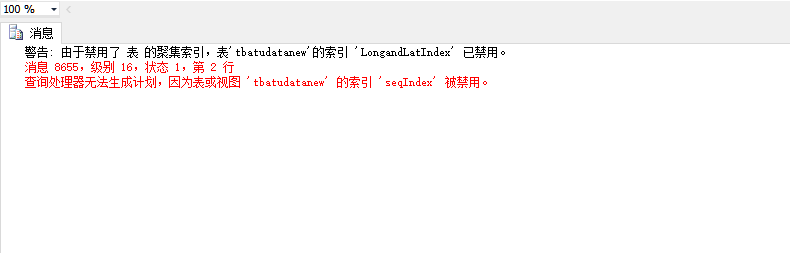 100 %
消息
警告: 由于禁用了 表 的聚集索引，表'tbatudatanew'的索引 'LongandLatIndex' 已禁用。
消息 8655，级别 16，状态 1，第 2 行
查询处理器无法生成计划，因为表或视图 'tbatudatanew' 的索引 'seqIndex' 被禁用。